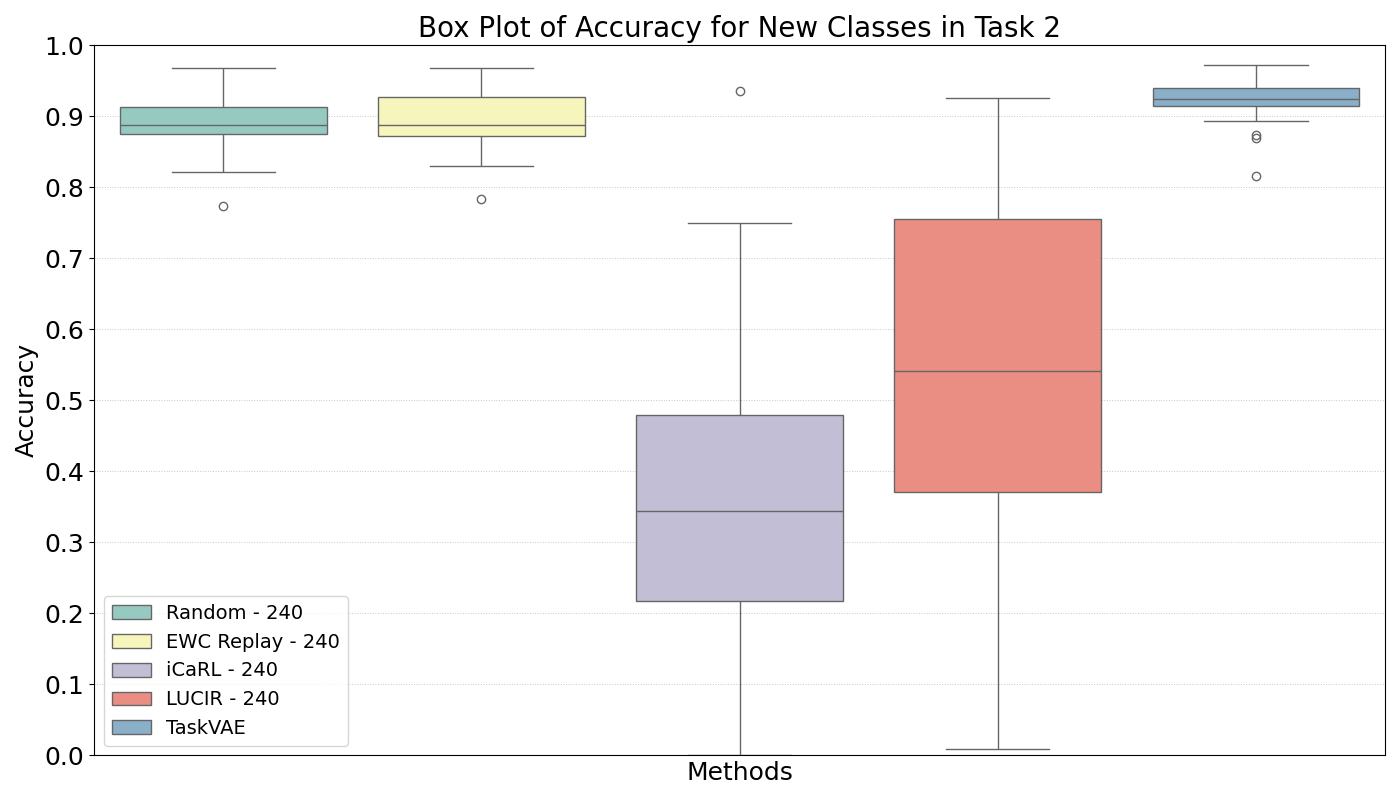 Box Plot of Accuracy for New Classes in Task 2
1.0
0.9
0.8
0.7
0.6
0.5
0.4
0.3
0.2
0.1
0.0
Accuracy
Random - 240
EWC Replay - 240
iCaRL - 240
LUCIR - 240
TaskVAE
Methods